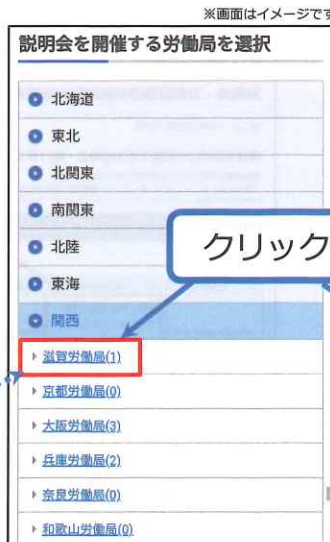 ※画面はイメージです
説明会を開催する労働局を選択
北海道
東北
北関東
南関東
北陸
クリック
東海
関西
滋賀労働局(1)
京都労働局(0)
大阪労働局(3)
兵庫労働局(2)
奈良労働局(0)
和歌山労働局(0)